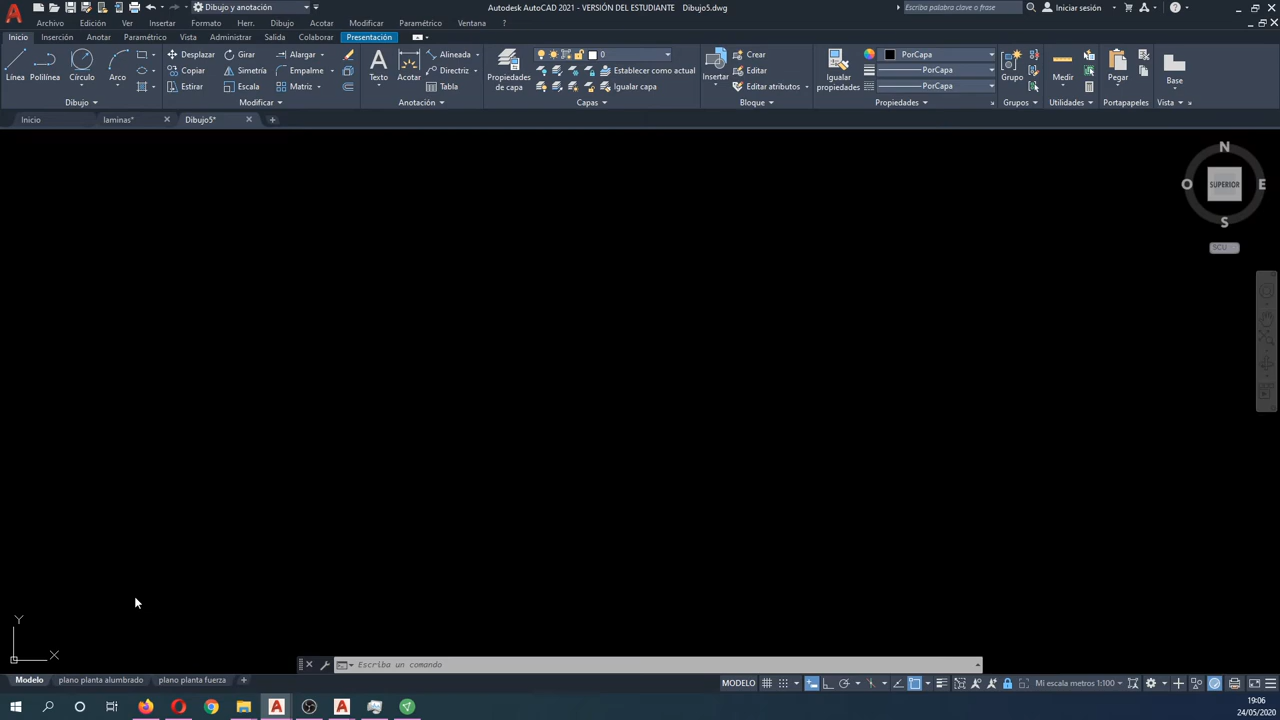 Autodesk AutoCAD 2021 - VERSIÓN DEL ESTUDIANTE Dibujo5.dwg
Dibujo y anotación
Escriba palabra clave o frase
Iniciar sesión
Archivo Edición Ver Insertar Formato Herr. Dibujo Acotar Modificar Paramétrico Ventana ?
Inicio Inserción Anotar Paramétrico Vista Administrar Salida Colaborar Presentación
Línea Polilínea Círculo Arco
Desplazar Girar Alargar
Copiar Simetría Empalme
Estirar Escala Matriz
Texto Acotar
Alineada
Directriz
Tabla
Propiedades de capa
0
Establecer como actual
Igualar capa
Insertar
Crear
Editar
Editar atributos
Igualar propiedades
PorCapa
PorCapa
PorCapa
Grupo Medir Pegar Base
Dibujo Modificar Anotación Capas Bloque Propiedades Grupos Utilidades Portapapeles Vista
Inicio laminas* Dibujo5*
N
O SUPERIOR E
S
SCU
Y
X
Escriba un comando
Modelo plano planta alumbrado plano planta fuerza
MODELO
Mi escala metros 1:100
19:06
24/05/2020